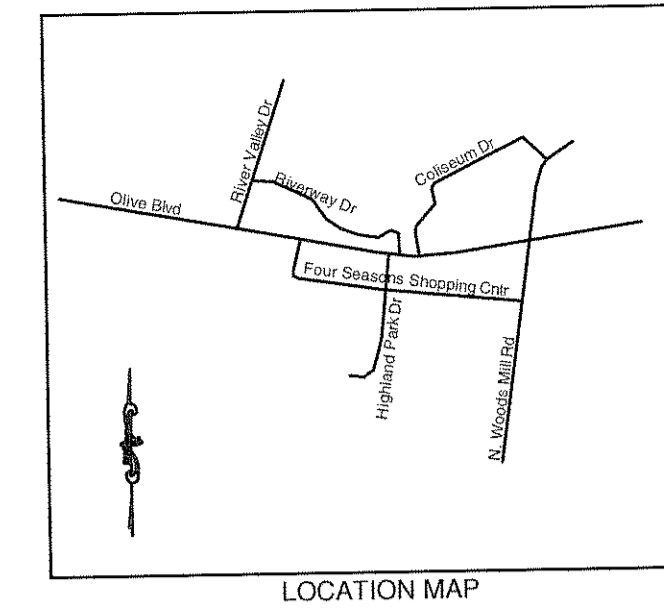 River Valley Dr
Coliseum Dr
Riverway Dr
Olive Blvd
Four Seasons Shopping Cntr
Highland Park Dr
N. Woods Mill Rd
LOCATION MAP